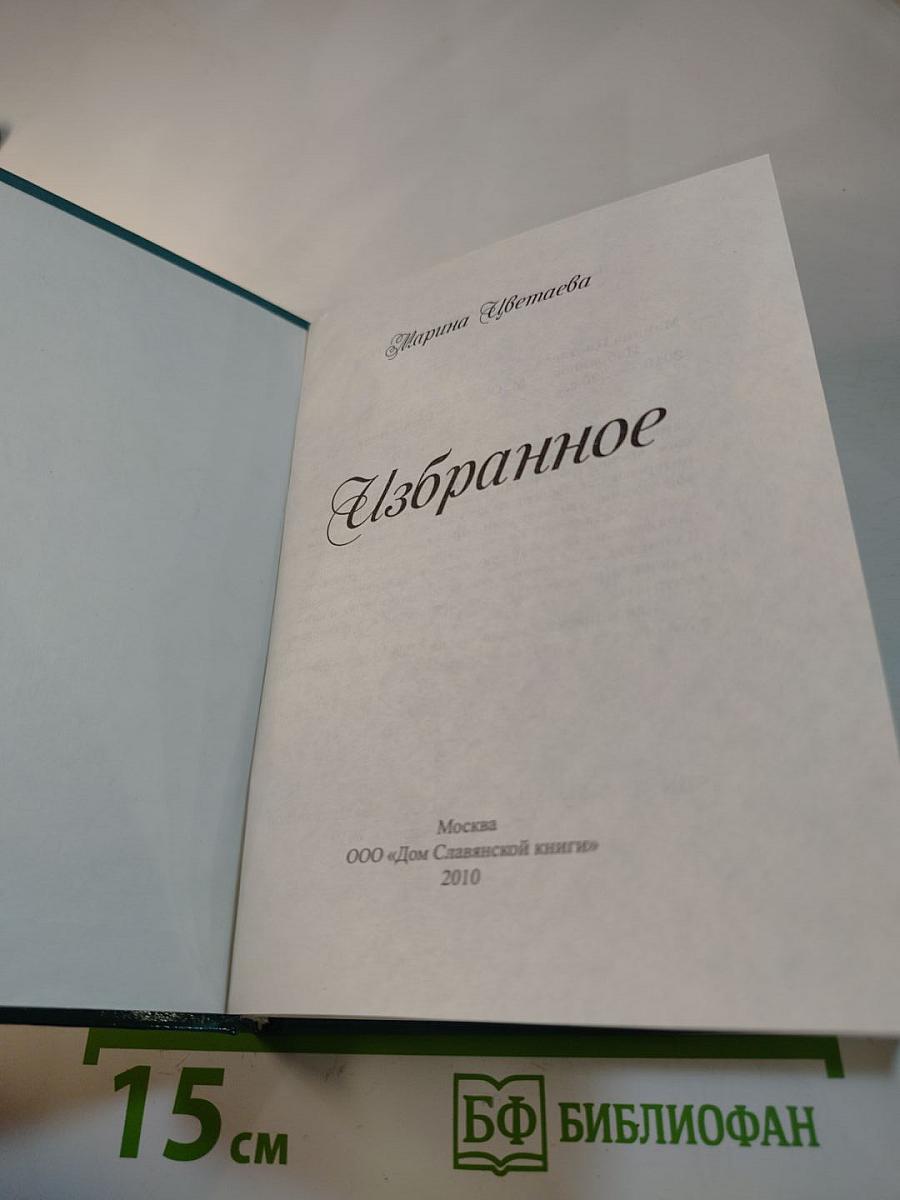 Марина Цветаева
Избранное
Москва
ООО «Дом Славянской книги»
2010
15 см
БФ БИБЛИОФАН